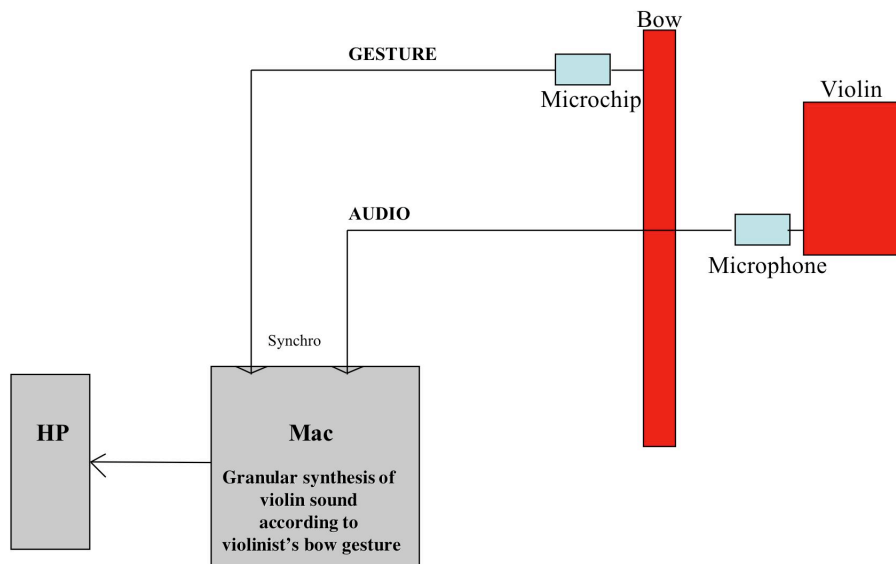 Bow
GESTURE
Microchip
Violin
AUDIO
Microphone
Synchro
HP
Mac
Granular synthesis of
violin sound
according to
violinist's bow gesture